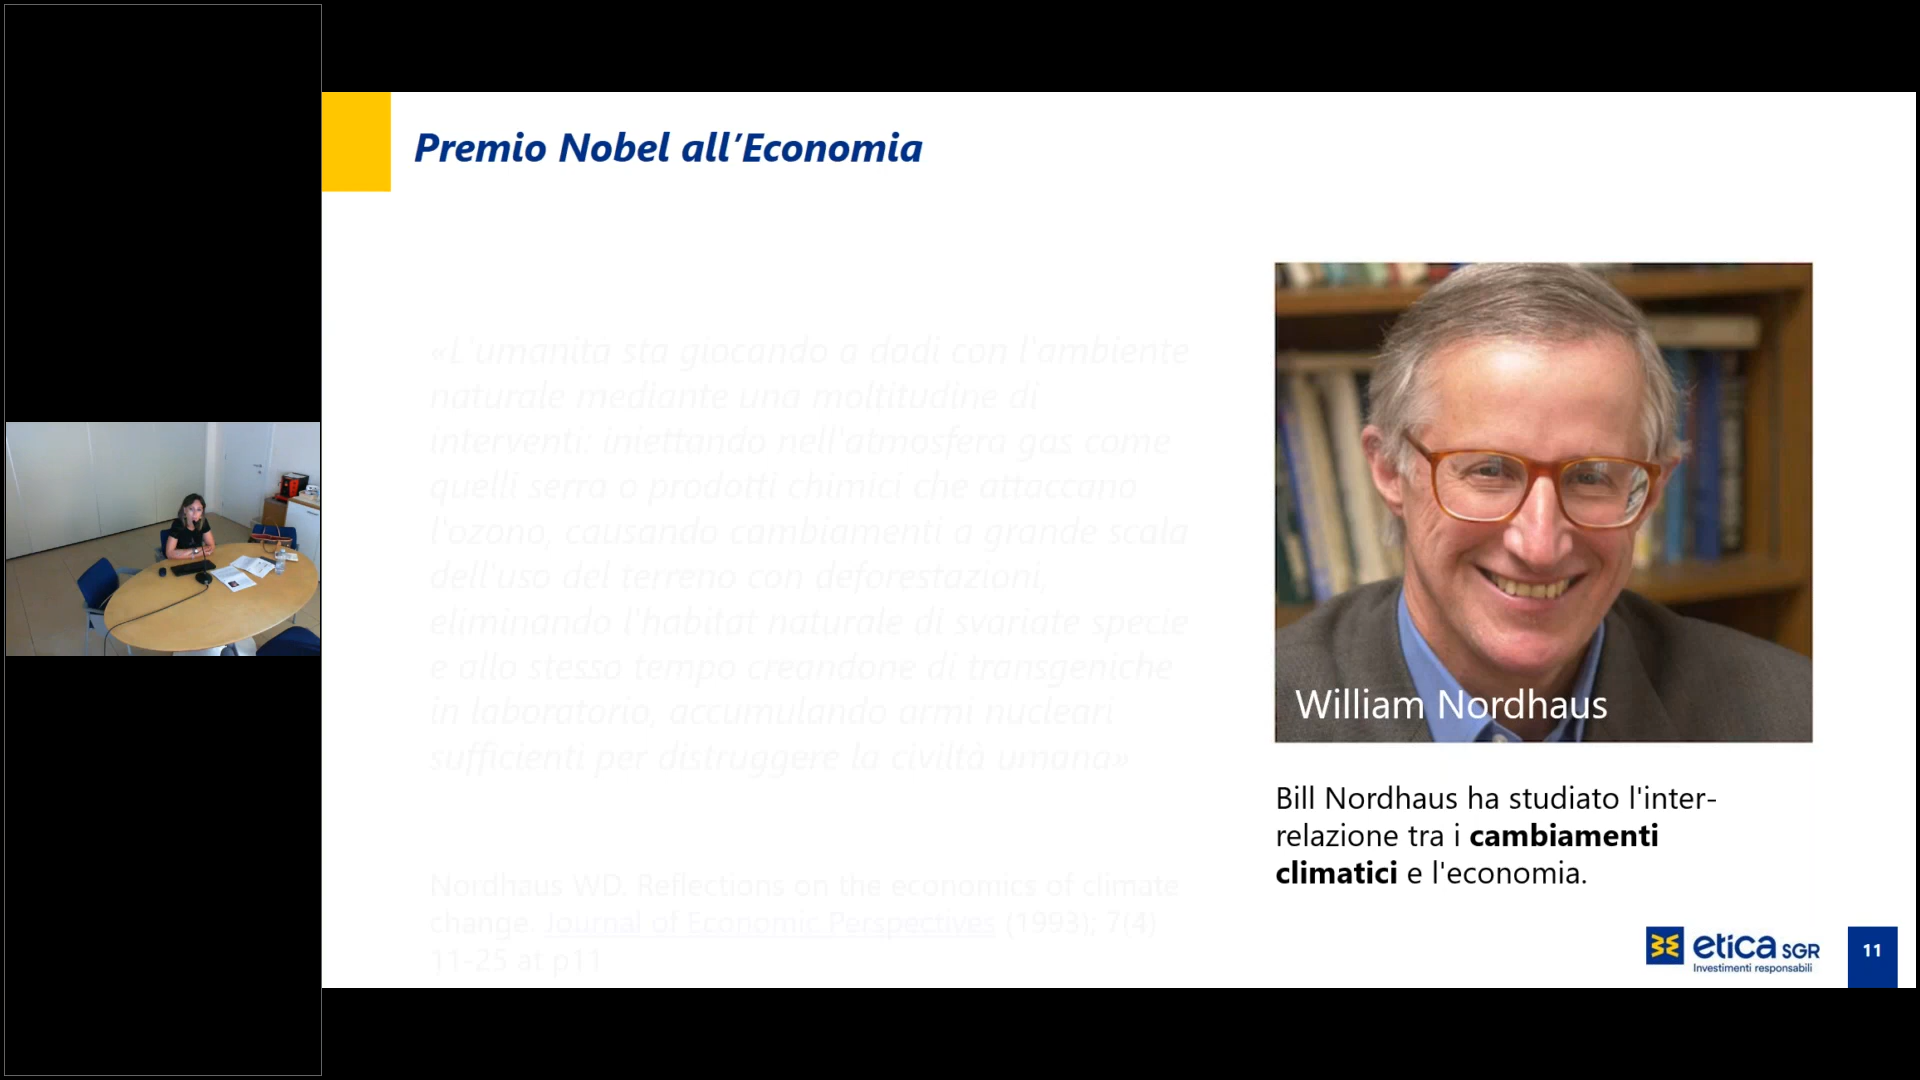 Premio Nobel all’Economia
«L'umanità sta giocando a dadi con l'ambiente
naturale mediante una moltitudine di
interventi: iniettando nell'atmosfera gas come
quelli serra o prodotti chimici che attaccano
l'ozono, causando cambiamenti a grande scala
dell'uso del terreno con deforestazioni,
eliminando l'habitat naturale di svariate specie
e allo stesso tempo creandone di transgeniche
in laboratorio, accumulando armi nucleari
sufficienti per distruggere la civiltà umana»
Nordhaus WD. Reflections on the economics of climate
change. Journal of Economic Perspectives (1993); 7(4)
11-25 at p11
William Nordhaus
Bill Nordhaus ha studiato l'inter-
relazione tra i cambiamenti
climatici e l'economia.
etica SGR
Investimenti responsabili
11